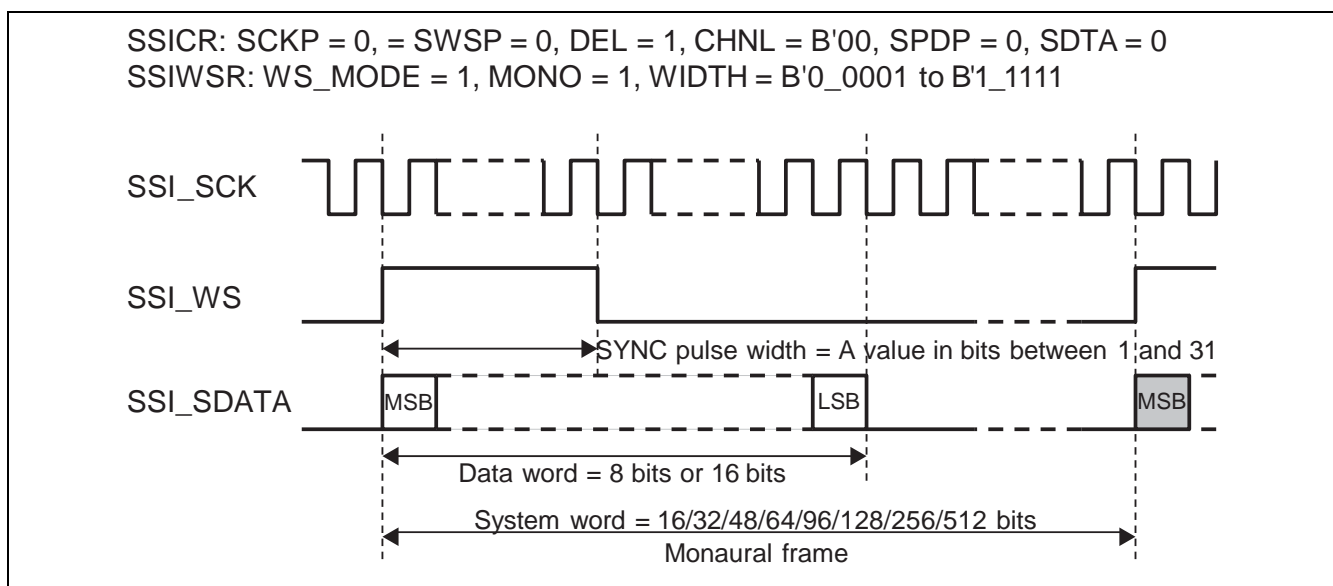 SSICR: SCKP = 0, = SWSP = 0, DEL = 1, CHNL = B'00, SPDP = 0, SDTA = 0
SSIWSR: WS_MODE = 1, MONO = 1, WIDTH = B'0_0001 to B'1_1111
SSI_SCK
SSI_WS
SYNC pulse width = A value in bits between 1 and 31
SSI_SDATA
MSB
LSB
MSB
Data word = 8 bits or 16 bits
System word = 16/32/48/64/96/128/256/512 bits
Monaural frame